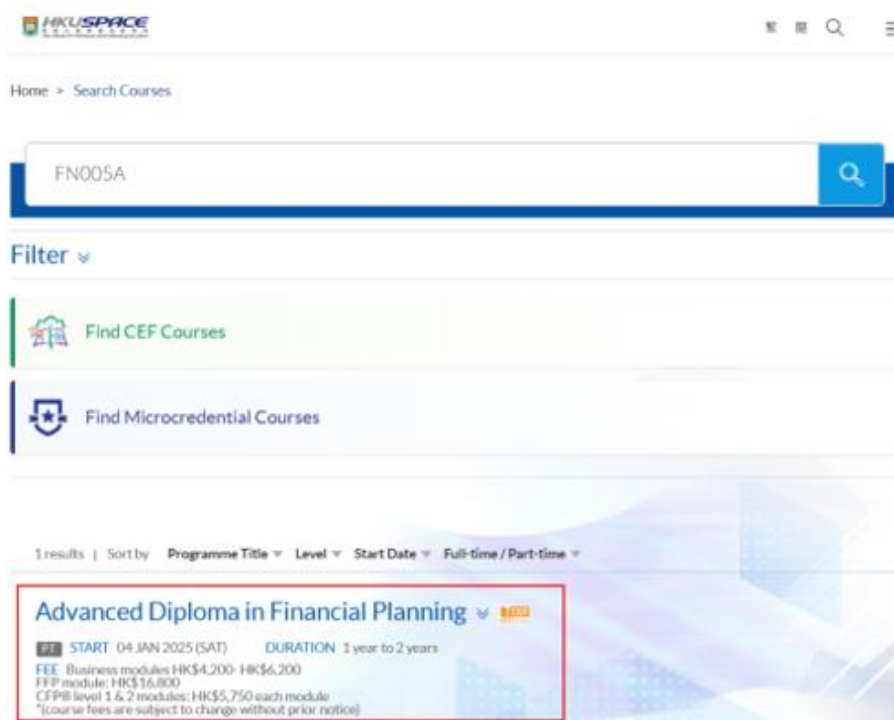 HKUSPACE
繁 簡
Home > Search Courses
FN005A
Filter
Find CEF Courses
Find Microcredential Courses
1 results | Sort by Programme Title Level Start Date Full-time / Part-time
Advanced Diploma in Financial Planning CEF
PT START 04 JAN 2025 (SAT) DURATION 1 year to 2 years
FEE Business modules HK$4,200- HK$6,200
FFP module: HK$16,800
CFP® level 1 & 2 modules: HK$5,750 each module
*(course fees are subject to change without prior notice)